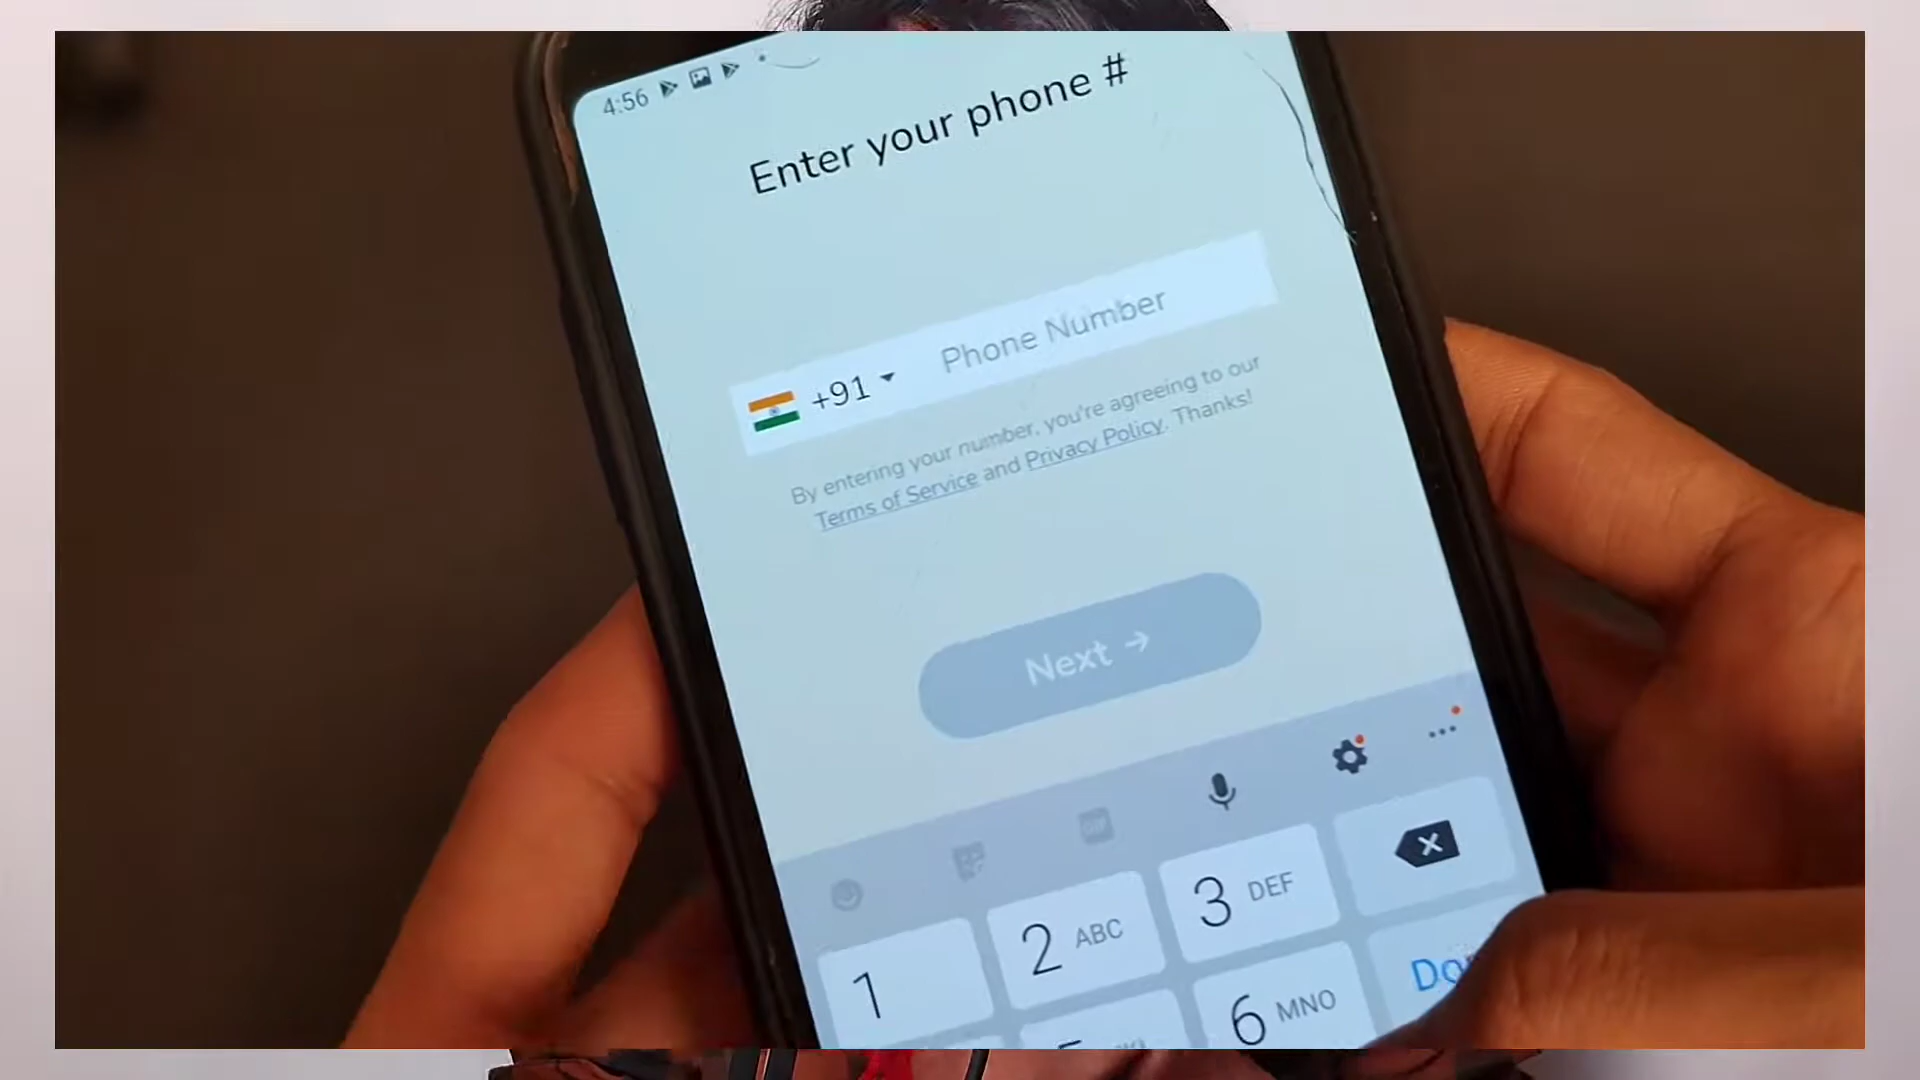 4:56
Enter your phone #
+91 Phone Number
By entering your number, you're agreeing to our
Terms of Service and Privacy Policy. Thanks!
Next →
GIF
1
2 ABC
3 DEF
6 MNO